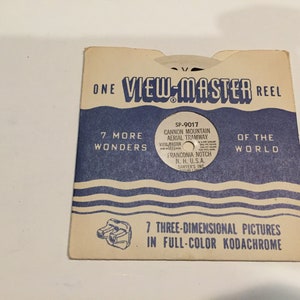 ONE VIEW-MASTER REEL
SP-9017
CANNON MOUNTAIN
AERIAL TRAMWAY
FRANCONIA NOTCH
N. H., U.S.A.
7 MORE WONDERS OF THE WORLD
7 THREE-DIMENSIONAL PICTURES
IN FULL-COLOR KODACHROME